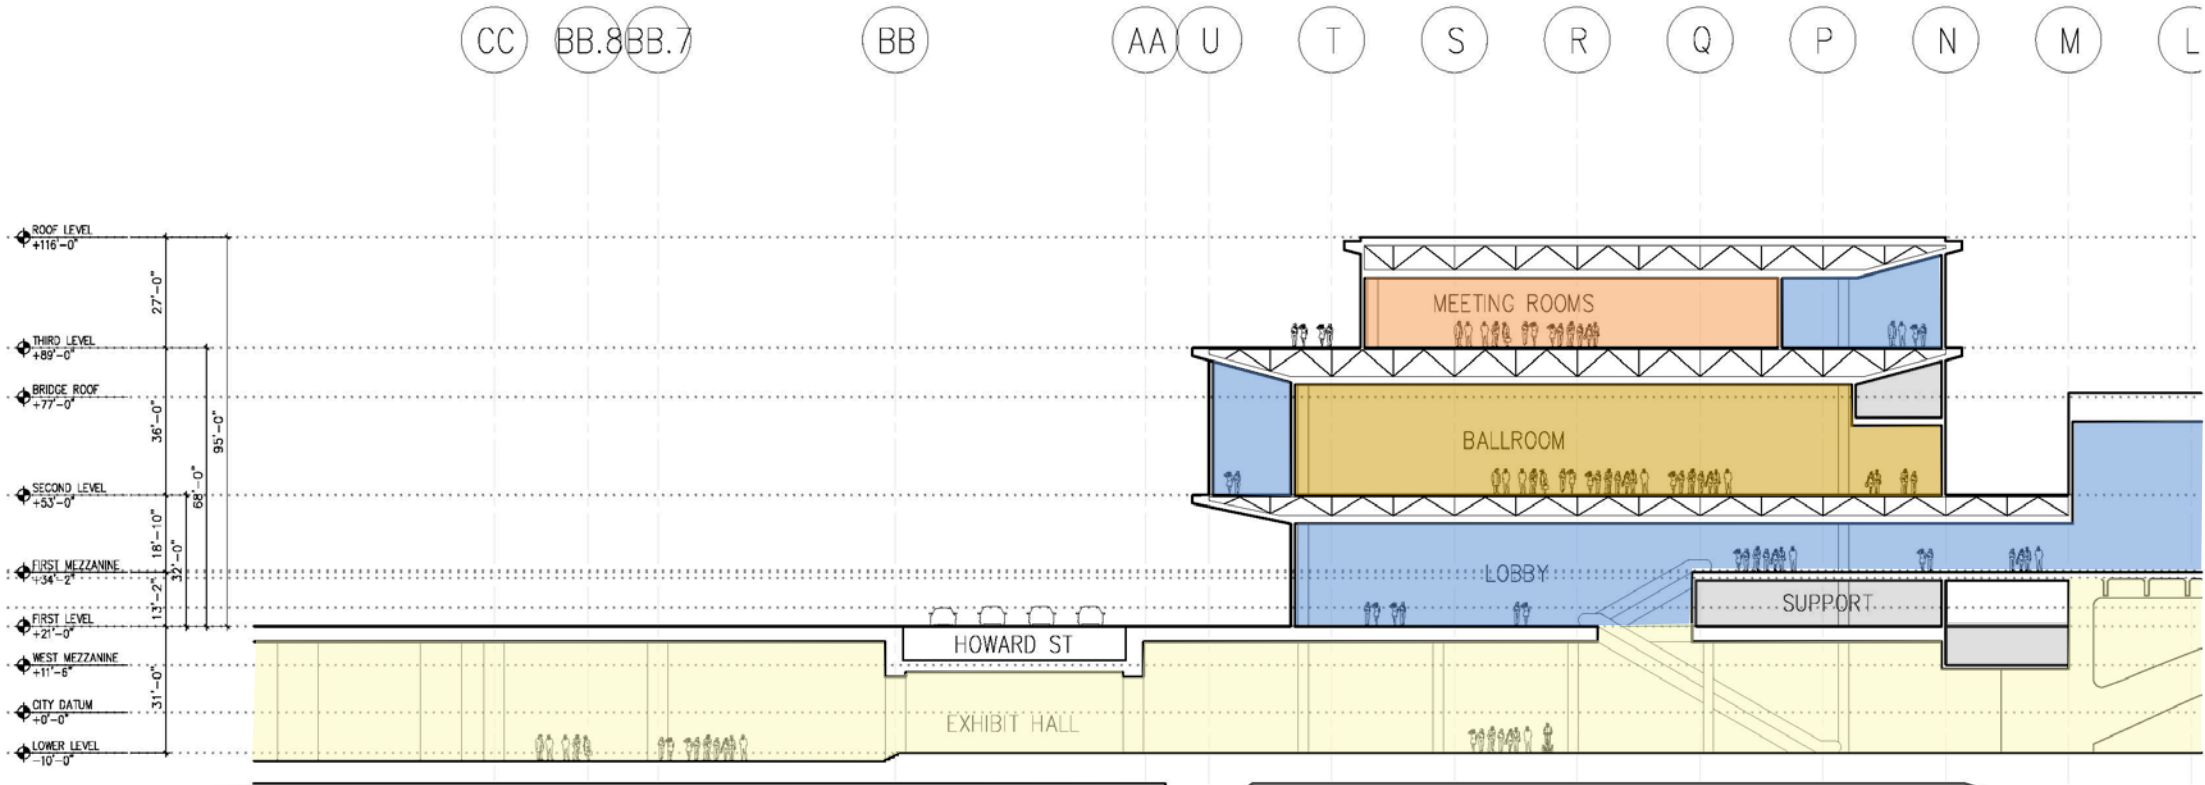 CC BB.8 BB.7 BB AA U T S R Q P N M L
ROOF LEVEL
+116'-0"
27'-0"
MEETING ROOMS
THIRD LEVEL
+89'-0"
BRIDGE ROOF
+77'-0"
36'-0"
95'-0"
BALLROOM
SECOND LEVEL
+53'-0"
68'-0"
18'-10"
32'-0"
FIRST MEZZANINE
+34'-2"
LOBBY
13'-2"
SUPPORT
FIRST LEVEL
+21'-0"
HOWARD ST
WEST MEZZANINE
+11'-6"
31'-0"
CITY DATUM
+0'-0"
EXHIBIT HALL
LOWER LEVEL
-10'-0"